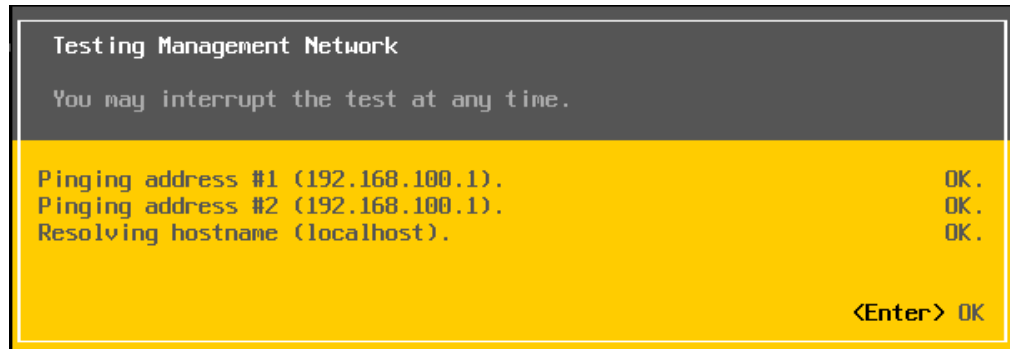 Testing Management Network
You may interrupt the test at any time.
Pinging address #1 (192.168.100.1). OK.
Pinging address #2 (192.168.100.1). OK.
Resolving hostname (localhost). OK.
<Enter> OK